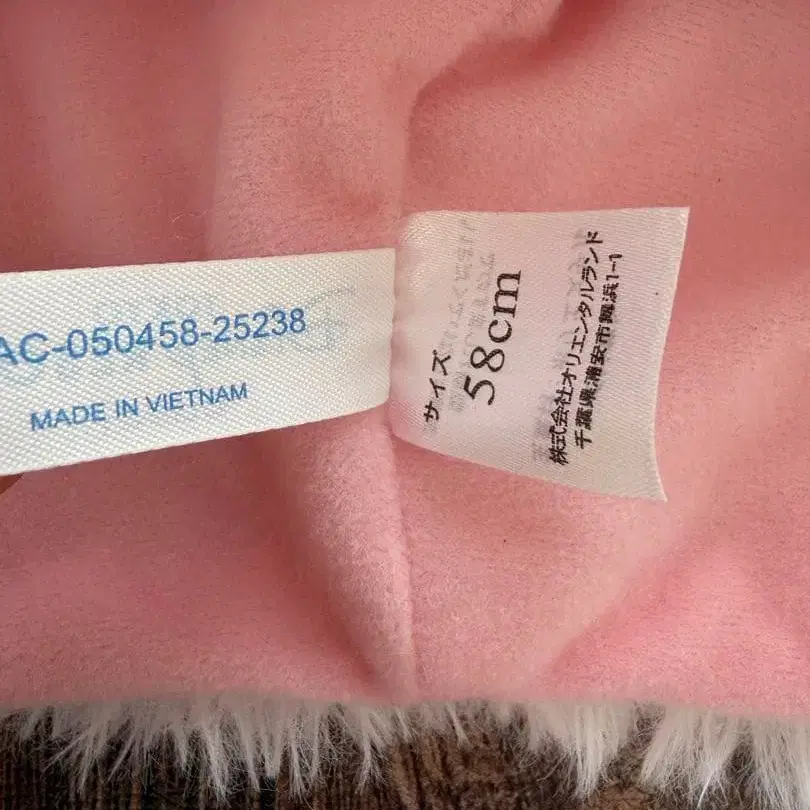 AC-050458-25238
MADE IN VIETNAM
サイズ
58cm
株式会社オリエンタルランド
千葉県浦安市舞浜1-1